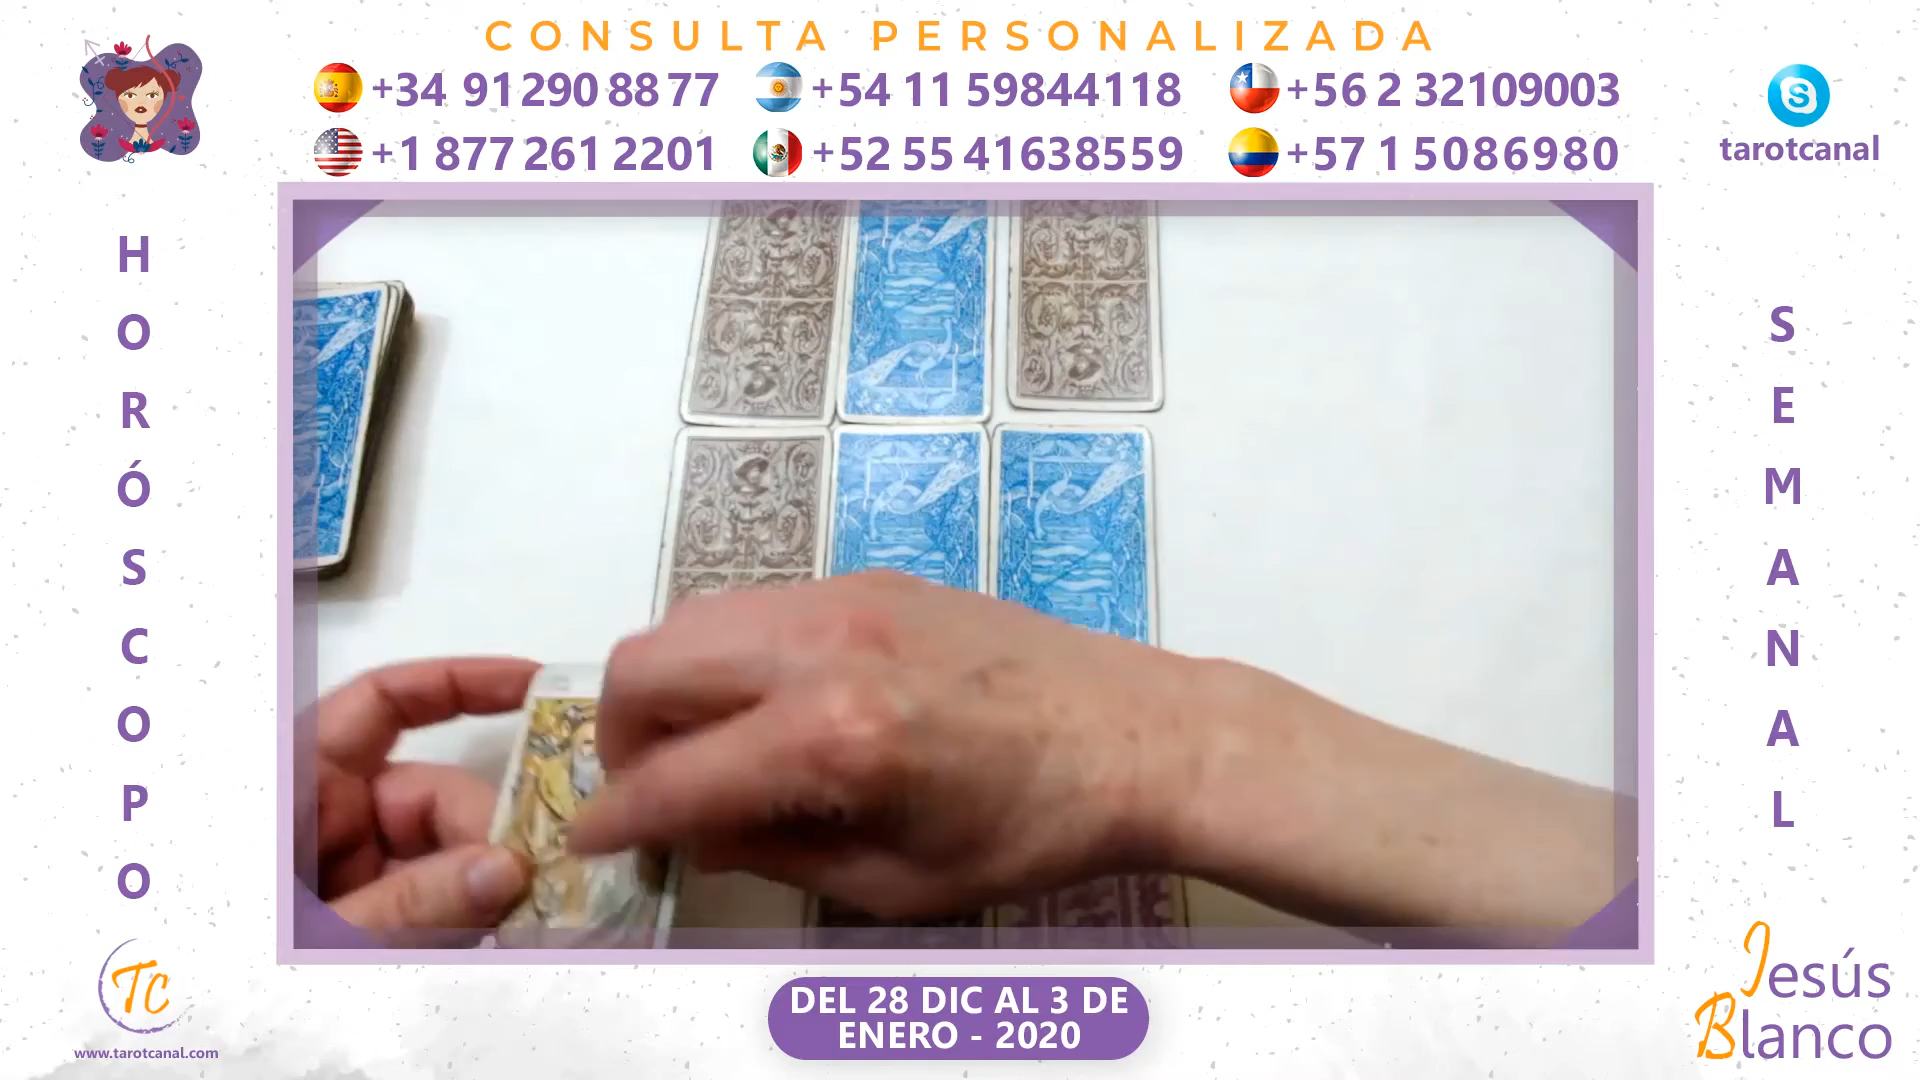 CONSULTA PERSONALIZADA
+34 91 290 88 77
+54 11 59844118
+56 2 32109003
+1 877 261 2201
+52 55 41638559
+57 1 5086980
tarotcanal
HORÓSCOPO
SEMANAL
TC
www.tarotcanal.com
DEL 28 DIC AL 3 DE
ENERO - 2020
Jesús
Blanco